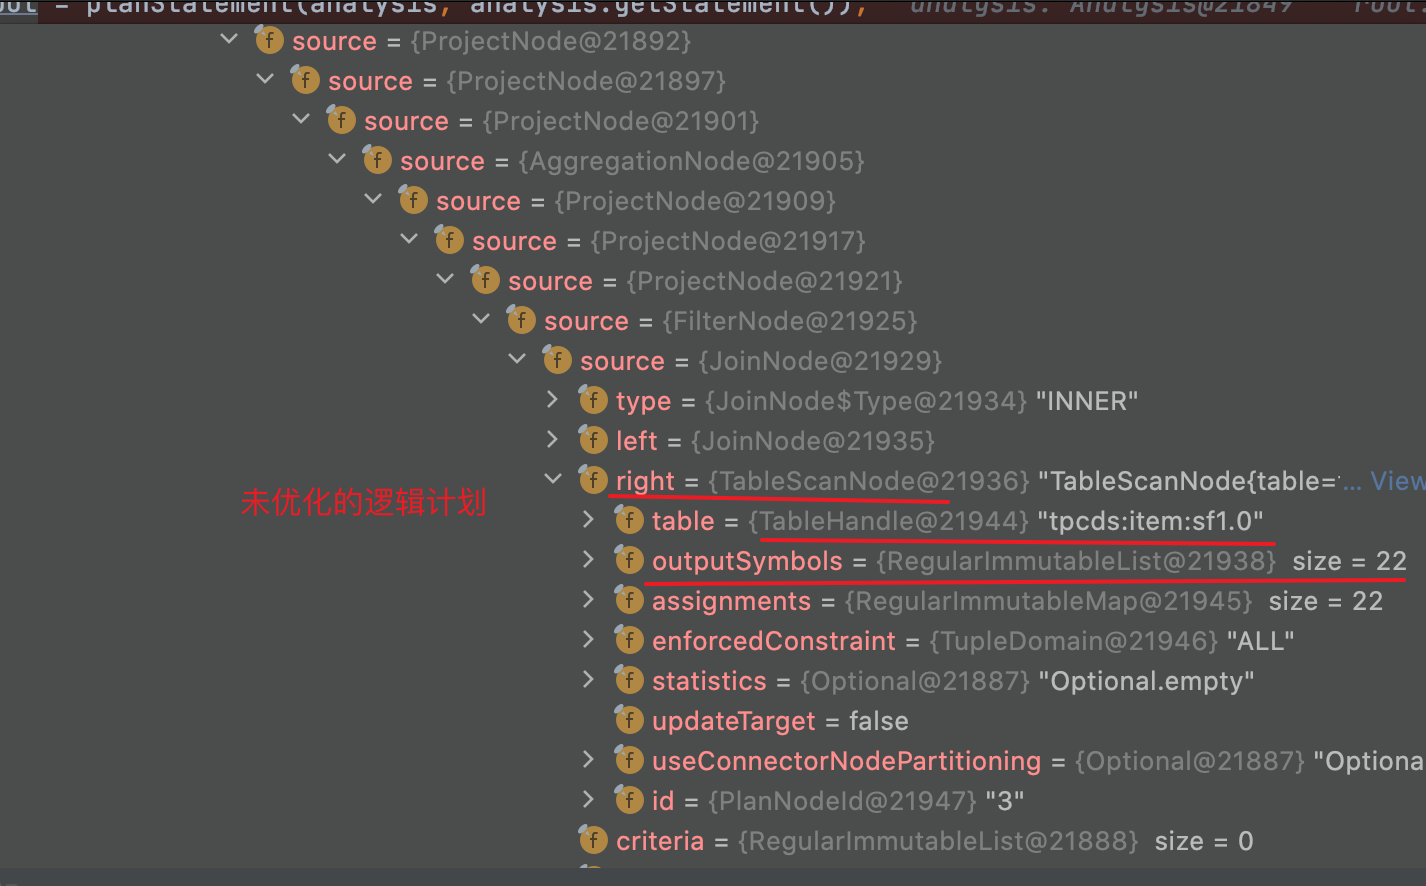 out = planStatement(analysis, analysis.getStatement()); analysis: Analysis@21849 root:
source = {ProjectNode@21892}
source = {ProjectNode@21897}
source = {ProjectNode@21901}
source = {AggregationNode@21905}
source = {ProjectNode@21909}
source = {ProjectNode@21917}
source = {ProjectNode@21921}
source = {FilterNode@21925}
source = {JoinNode@21929}
type = {JoinNode$Type@21934} "INNER"
left = {JoinNode@21935}
right = {TableScanNode@21936} "TableScanNode{table=... View
未优化的逻辑计划
table = {TableHandle@21944} "tpcds:item:sf1.0"
outputSymbols = {RegularImmutableList@21938} size = 22
assignments = {RegularImmutableMap@21945} size = 22
enforcedConstraint = {TupleDomain@21946} "ALL"
statistics = {Optional@21887} "Optional.empty"
updateTarget = false
useConnectorNodePartitioning = {Optional@21887} "Optiona
id = {PlanNodeId@21947} "3"
criteria = {RegularImmutableList@21888} size = 0